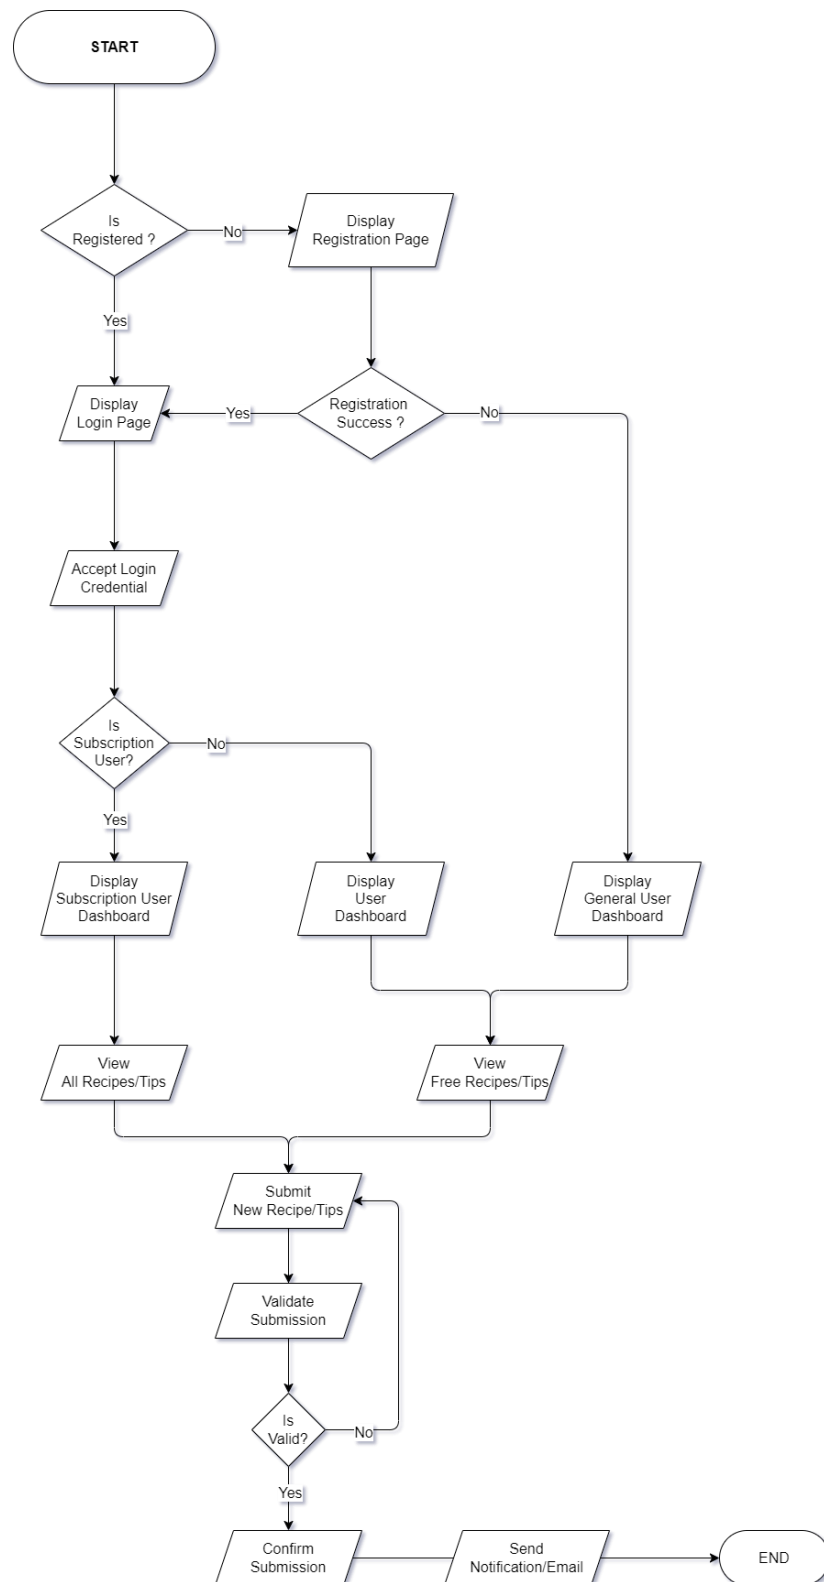 START
Is
Registered ?
No
Display
Registration Page
Yes
Display
Login Page
Yes
Registration
Success ?
No
Accept Login
Credential
Is
Subscription
User?
No
Yes
Display
Subscription User
Dashboard
Display
User
Dashboard
Display
General User
Dashboard
View
All Recipes/Tips
View
Free Recipes/Tips
Submit
New Recipe/Tips
Validate
Submission
Is
Valid?
No
Yes
Confirm
Submission
Send
Notification/Email
END